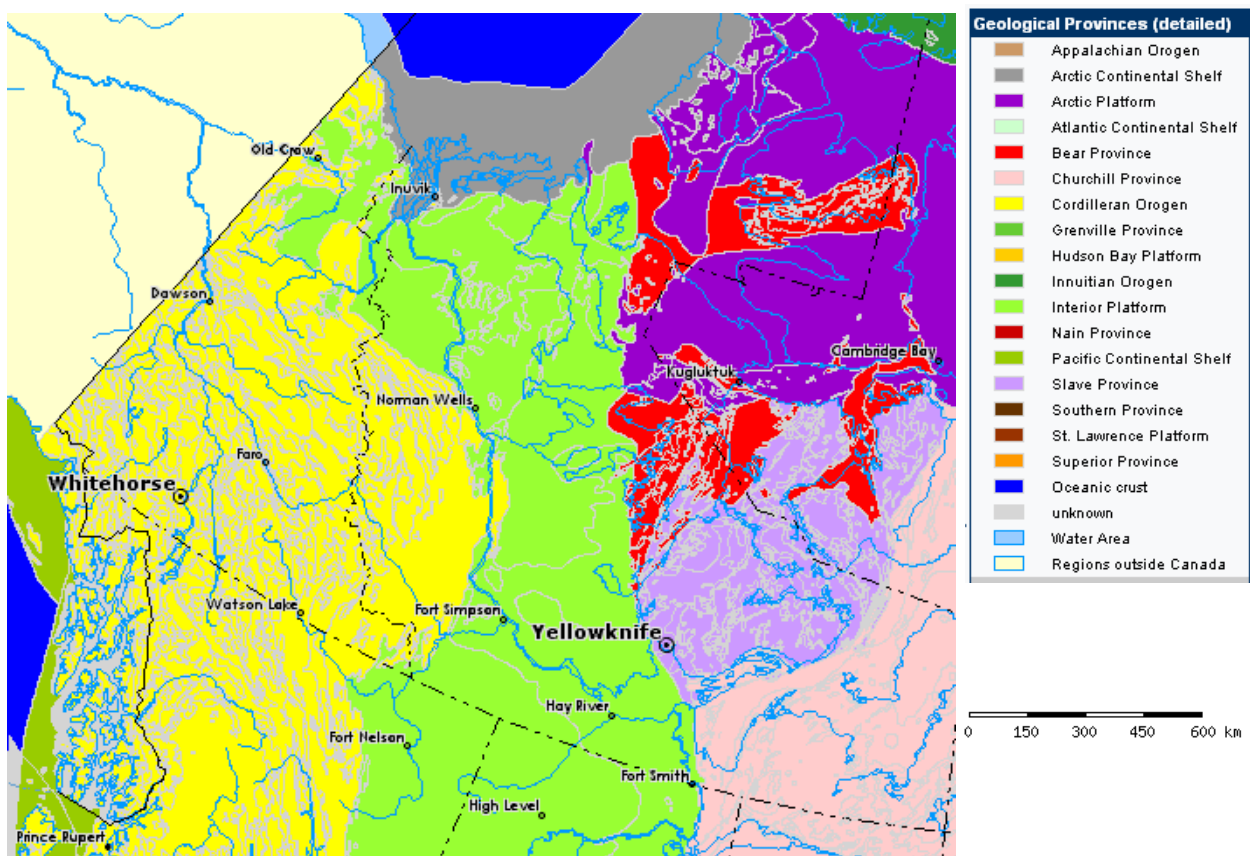 Geological Provinces (detailed)
Appalachian Orogen
Arctic Continental Shelf
Arctic Platform
Atlantic Continental Shelf
Bear Province
Churchill Province
Cordilleran Orogen
Grenville Province
Hudson Bay Platform
Innuitian Orogen
Interior Platform
Nain Province
Pacific Continental Shelf
Slave Province
Southern Province
St. Lawrence Platform
Superior Province
Oceanic crust
unknown
Water Area
Regions outside Canada
0 150 300 450 600 km
Old-Crow
Inuvik
Dawson
Cambridge Bay
Kugluktuk
Norman Wells
Faro
Whitehorse
Watson Lake
Fort Simpson
Yellowknife
Hay River
Fort Nelson
Fort Smith
High Level
Prince Rupert